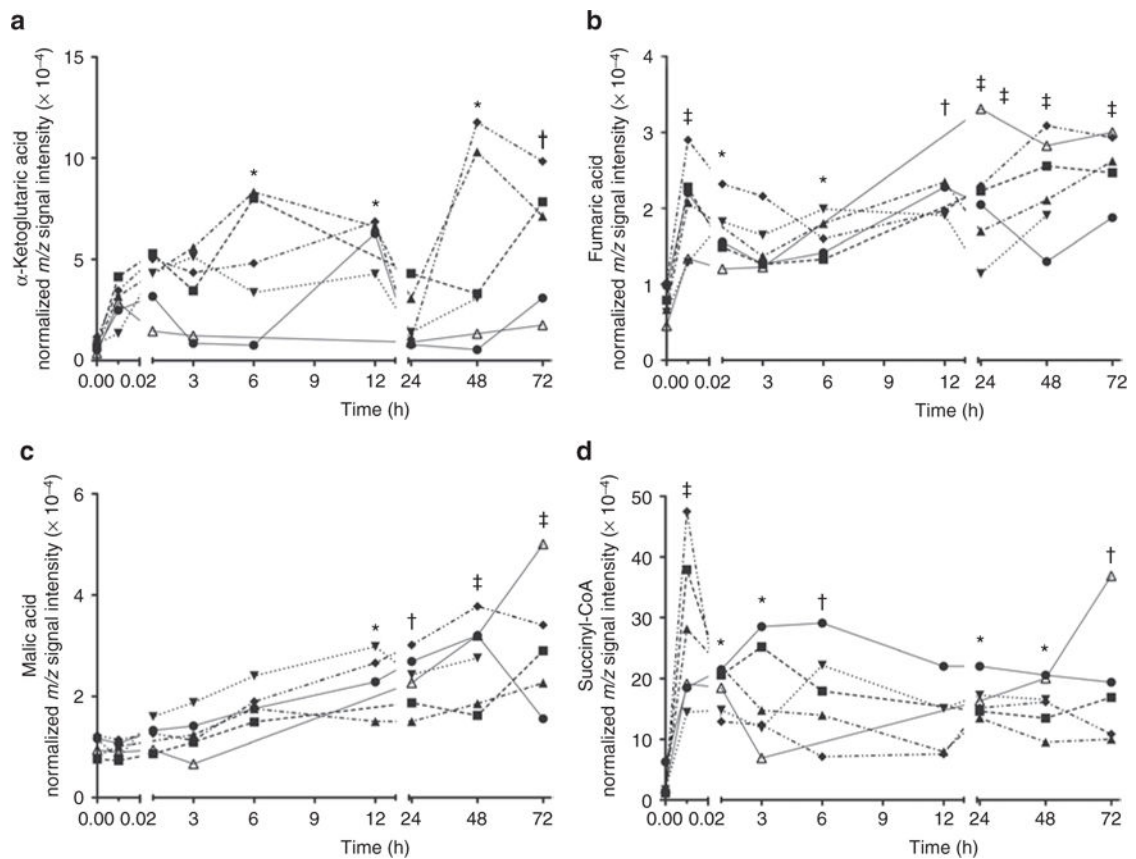 a
α-Ketoglutaric acid
normalized m/z signal intensity (× 10⁻⁴)
15
10
5
0
*
*
*
†
0.00 0.02 3 6 9 12 24 48 72
Time (h)
b
Fumaric acid
normalized m/z signal intensity (× 10⁻⁴)
4
3
2
1
0
‡
*
*
†
‡
‡
‡
‡
0.00 0.02 3 6 9 12 24 48 72
Time (h)
c
Malic acid
normalized m/z signal intensity (× 10⁻⁴)
6
4
2
0
*
†
‡
‡
0.00 0.02 3 6 9 12 24 48 72
Time (h)
d
Succinyl-CoA
normalized m/z signal intensity (× 10⁻⁴)
50
40
30
20
10
0
‡
*
*
†
*
*
†
0.00 0.02 3 6 9 12 24 48 72
Time (h)